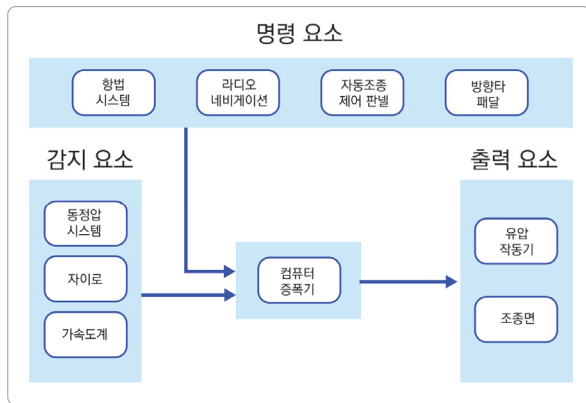 명령 요소
항법
시스템
라디오
네비게이션
자동조종
제어 판넬
방향타
패달
감지 요소
동정압
시스템
자이로
가속도계
컴퓨터
증폭기
출력 요소
유압
작동기
조종면